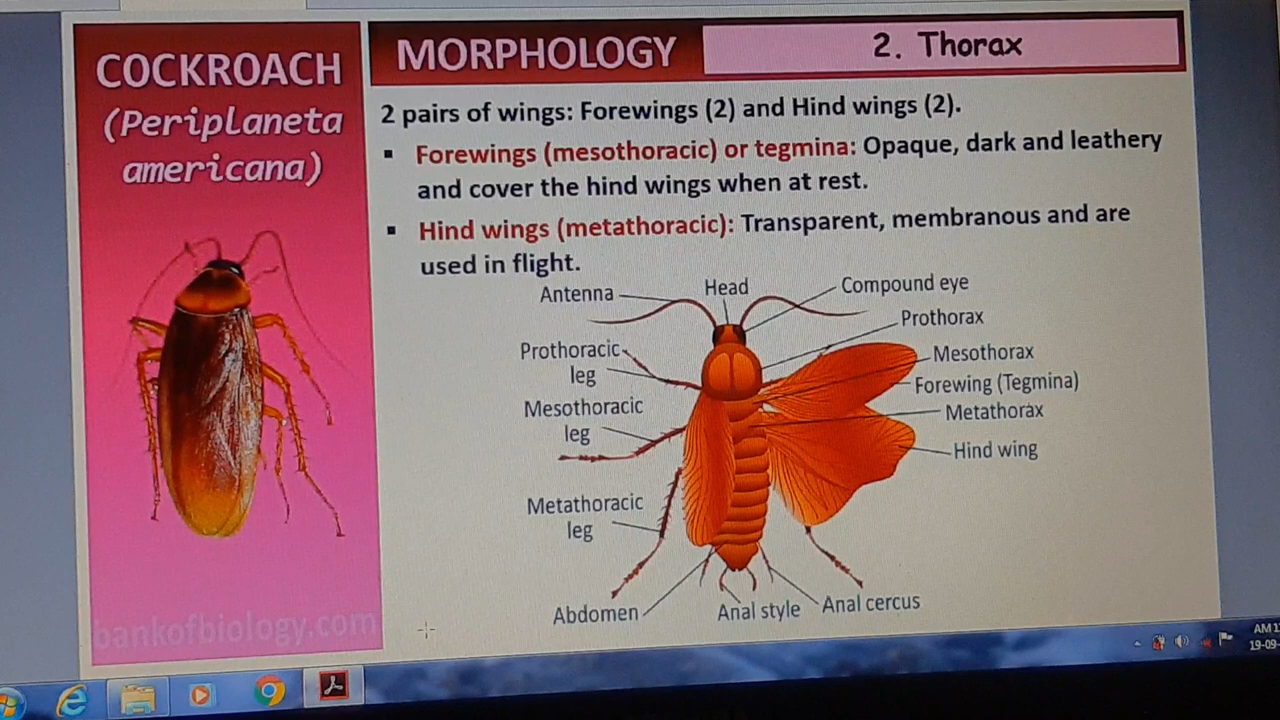 COCKROACH
(Periplaneta
americana)
bankofbiology.com
MORPHOLOGY
2. Thorax
2 pairs of wings: Forewings (2) and Hind wings (2).
▪ Forewings (mesothoracic) or tegmina: Opaque, dark and leathery
and cover the hind wings when at rest.
▪ Hind wings (metathoracic): Transparent, membranous and are
used in flight.
Antenna
Head
Compound eye
Prothorax
Prothoracic
leg
Mesothorax
Forewing (Tegmina)
Mesothoracic
leg
Metathorax
Hind wing
Metathoracic
leg
Abdomen
Anal style
Anal cercus
AM
19-09-